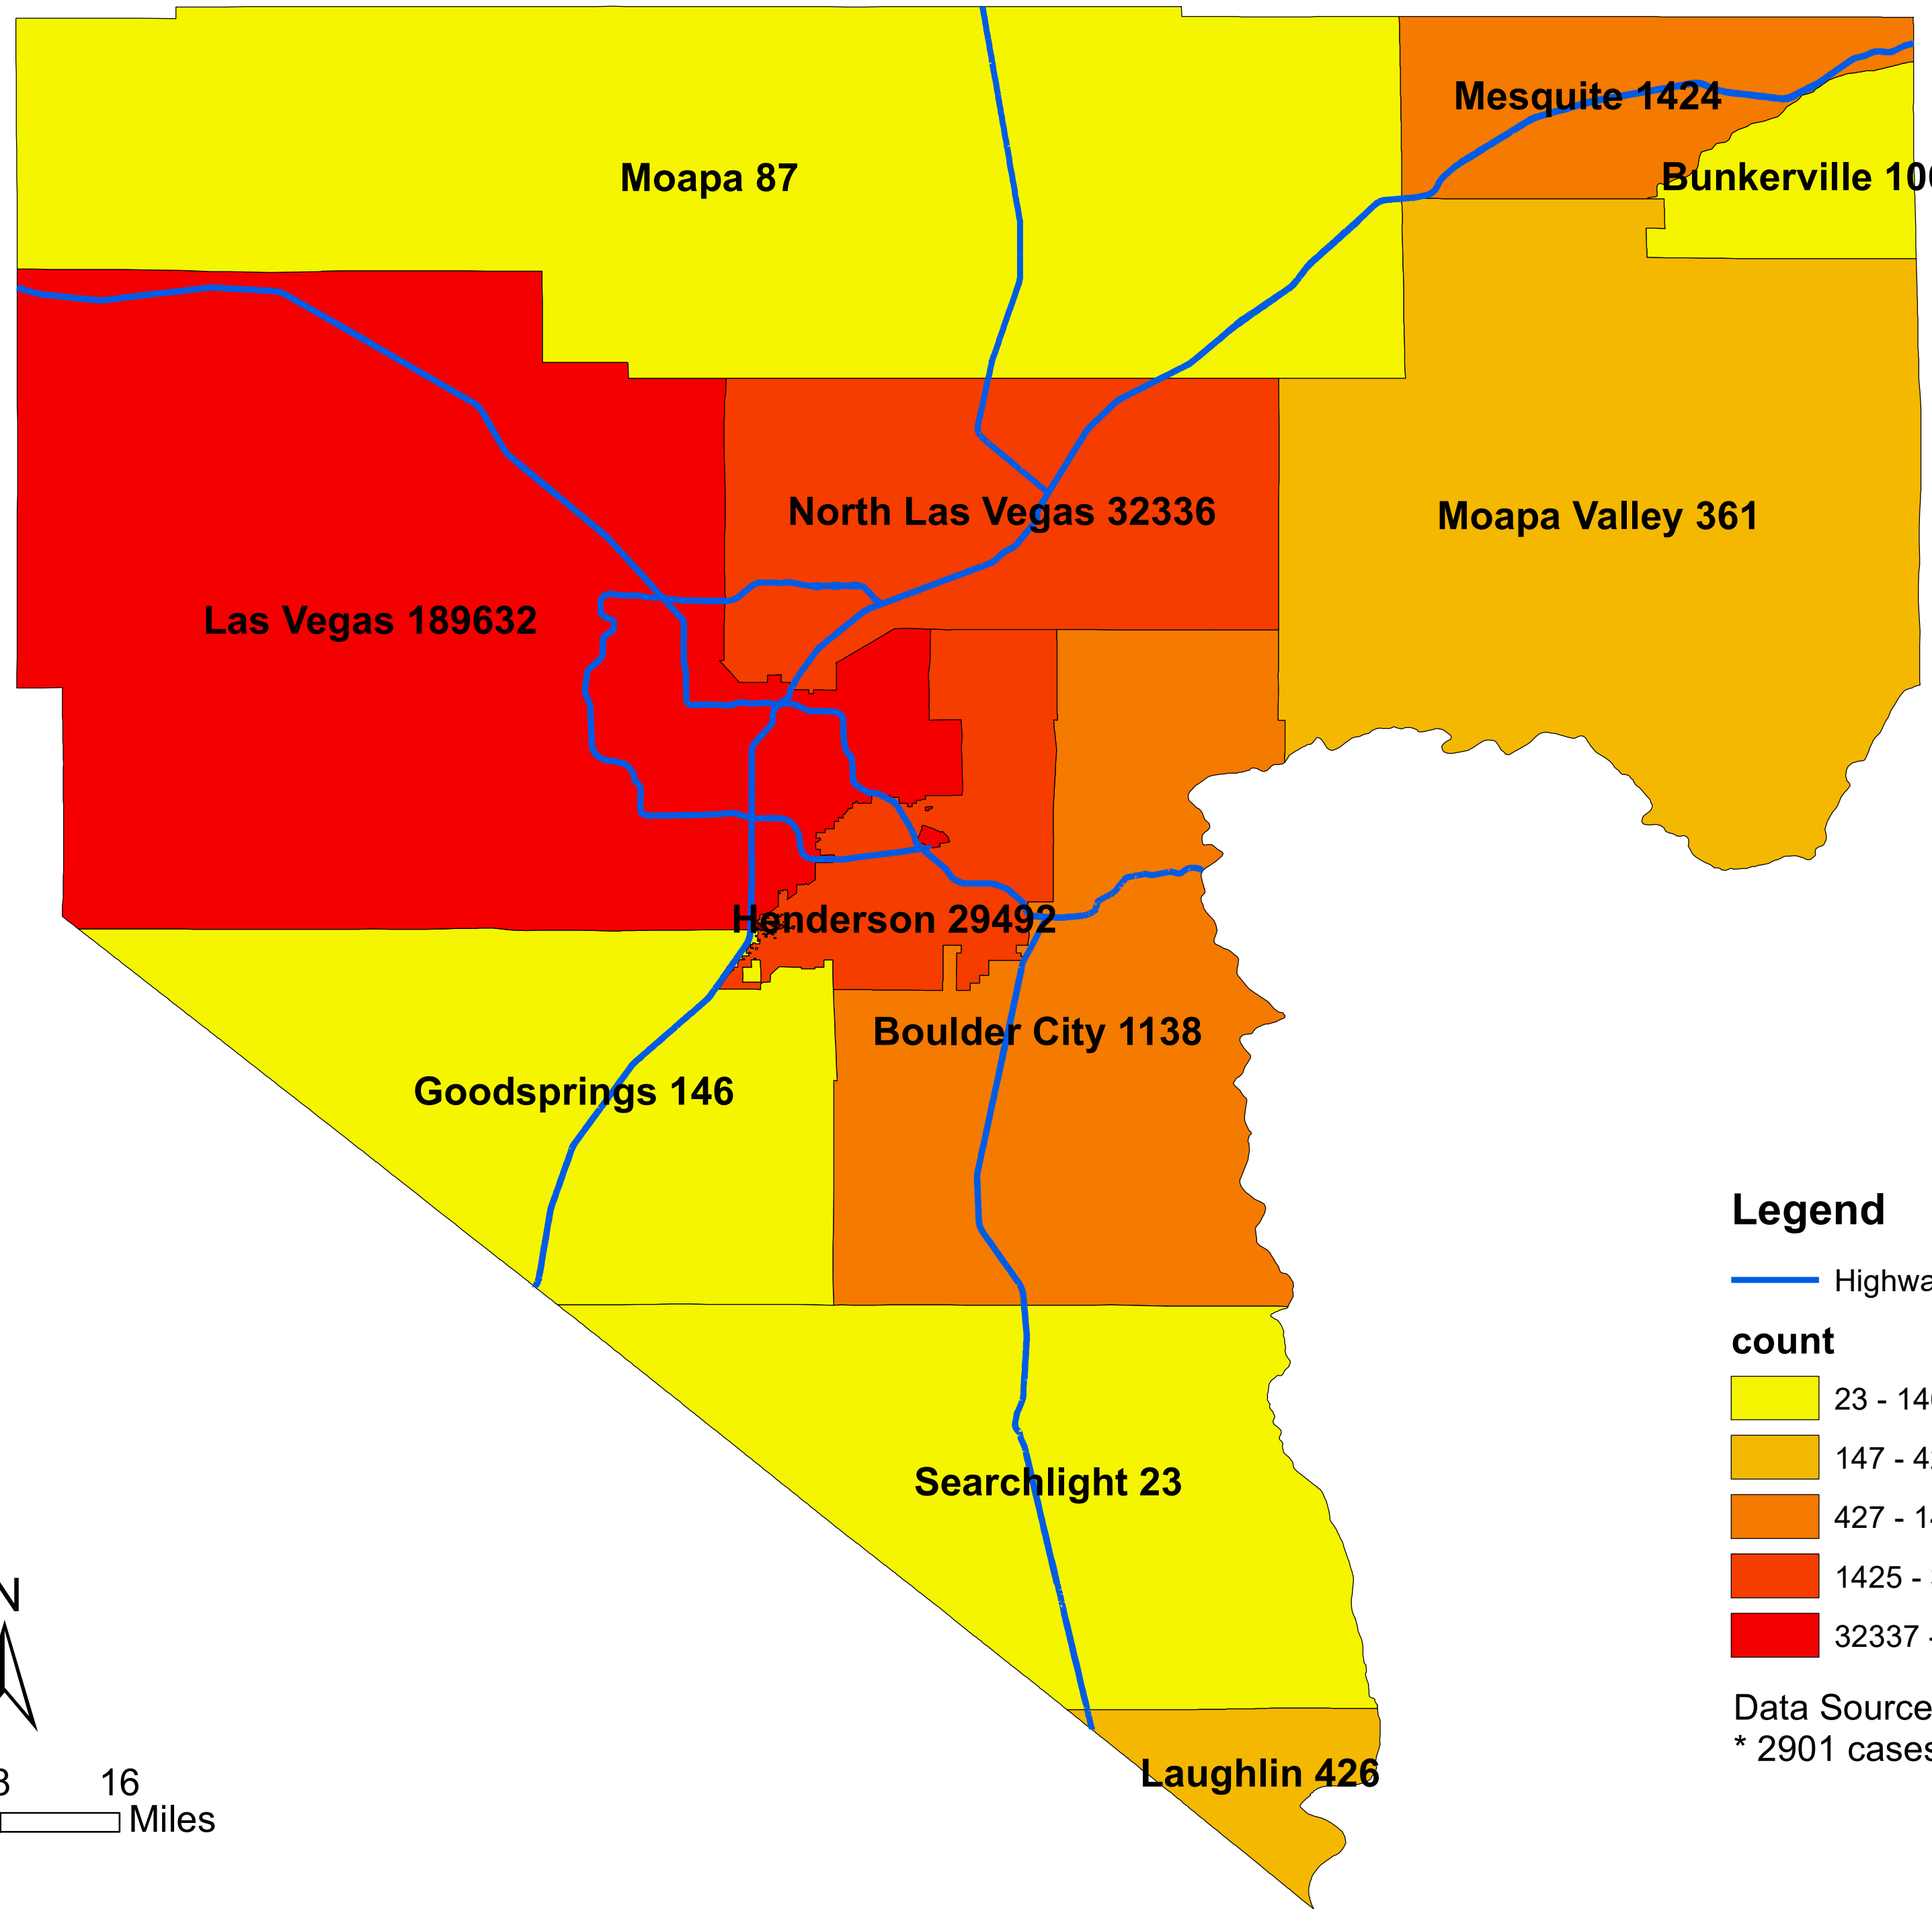 Mesquite 1424
Moapa 87
Bunkerville
North Las Vegas 32336
Moapa Valley 361
Las Vegas 189632
Henderson 29492
Boulder City 1138
Goodsprings 146
Legend
count
23 -
147 -
427 -
1425 -
32337 -
Searchlight 23
N
Data Source
* 2901 cases
Laughlin 426
16
Miles